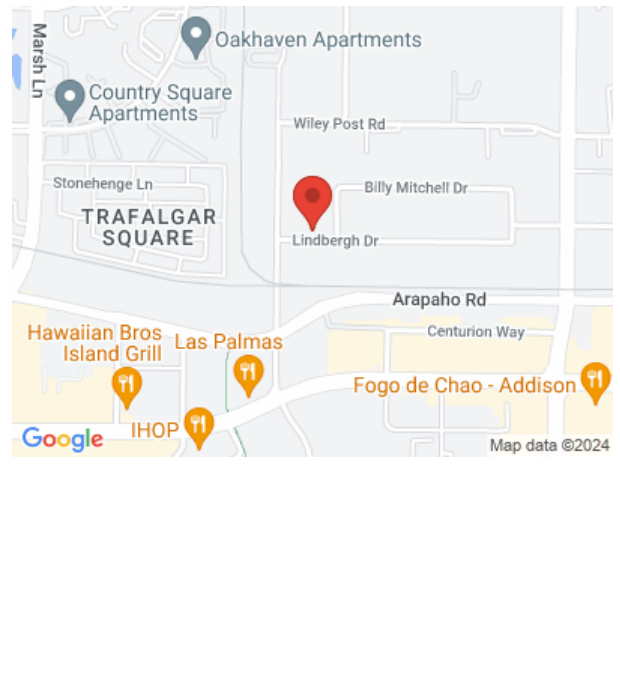 Marsh Ln
Oakhaven Apartments
Country Square
Apartments
Wiley Post Rd
Stonehenge Ln
Billy Mitchell Dr
TRAFALGAR
SQUARE
Lindbergh Dr
Arapaho Rd
Hawaiian Bros
Island Grill
Las Palmas
Centurion Way
Fogo de Chao - Addison
IHOP
Google
Map data ©2024